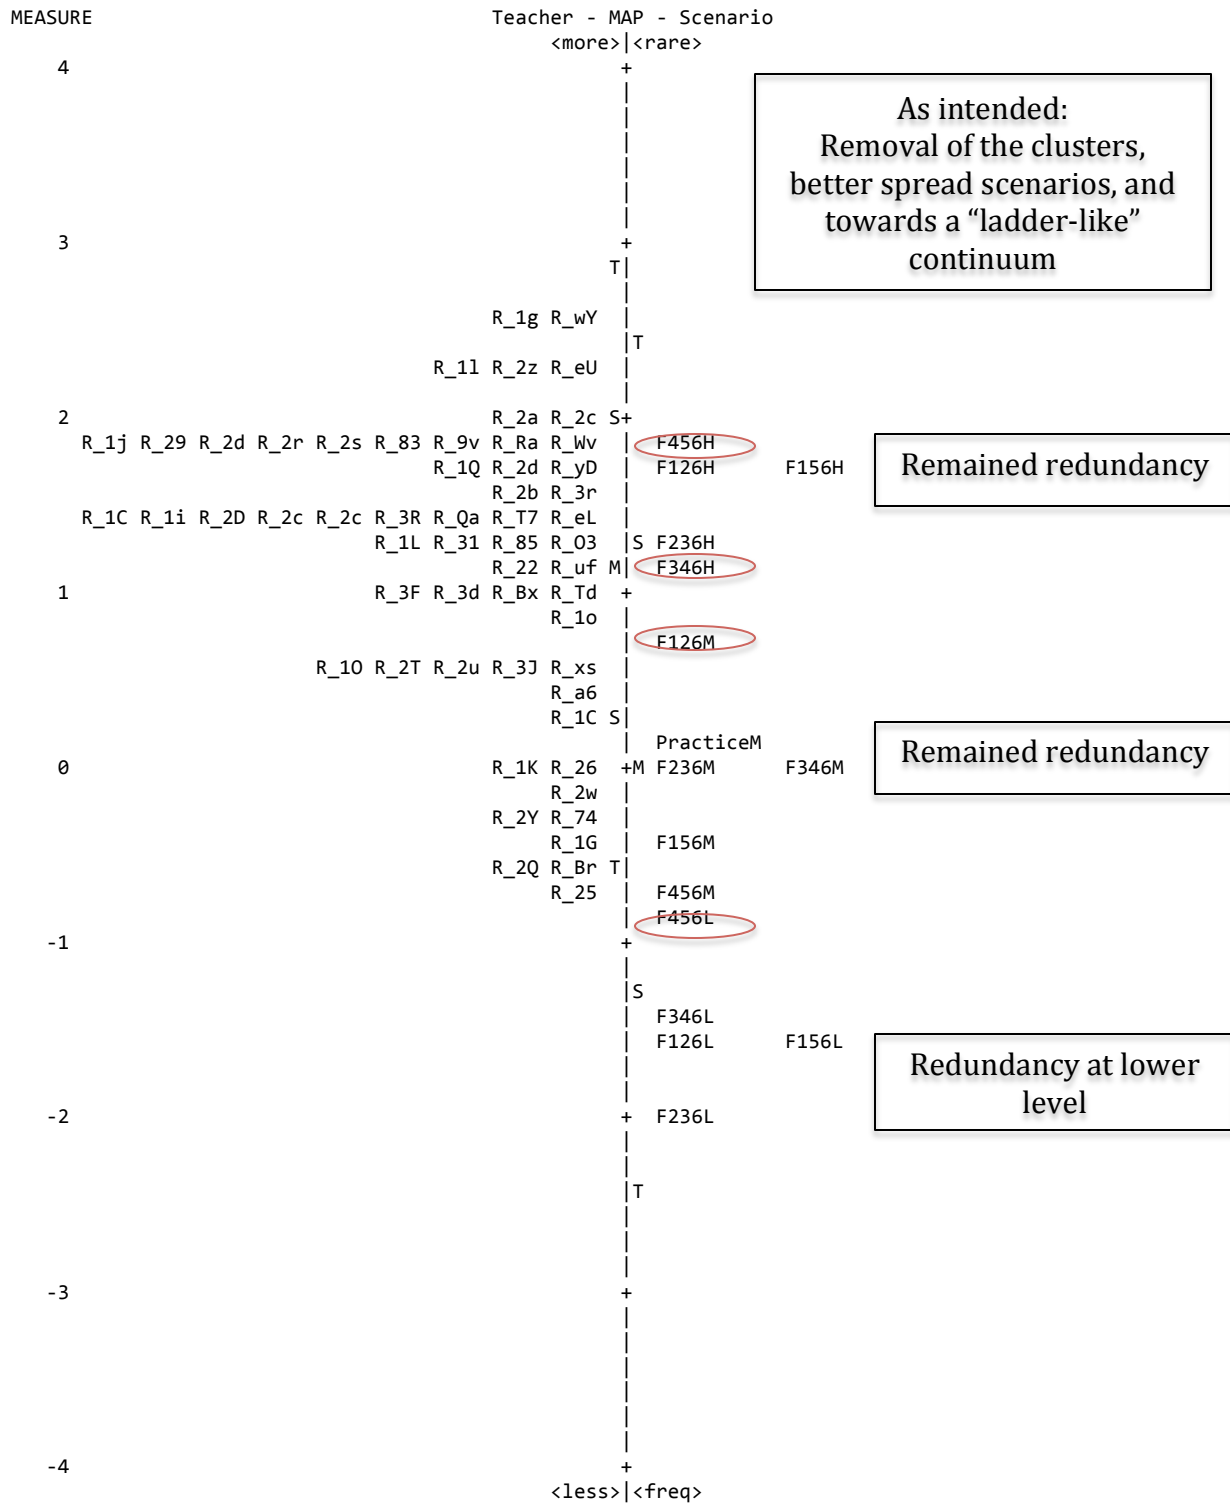 MEASURE Teacher - MAP - Scenario
<more>|<rare>
4 +
|
|
|
|
|
|
As intended:
Removal of the clusters,
better spread scenarios, and
towards a “ladder-like”
continuum
3 +
T|
|
R_1g R_wY |
|T
R_1l R_2z R_eU |
|
2 R_2a R_2c S+
R_1j R_29 R_2d R_2r R_2s R_83 R_9v R_Ra R_Wv | F456H
R_1Q R_2d R_yD | F126H F156H
Remained redundancy
R_2b R_3r |
R_1C R_1i R_2D R_2c R_2c R_3R R_Qa R_T7 R_eL |
R_1L R_31 R_85 R_O3 |S F236H
R_22 R_uf M| F346H
1 R_3F R_3d R_Bx R_Td +
R_1o |
| F126M
R_1O R_2T R_2u R_3J R_xs |
R_a6 |
R_1C S|
| PracticeM
Remained redundancy
0 R_1K R_26 +M F236M F346M
R_2w |
R_2Y R_74 |
R_1G | F156M
R_2Q R_Br T|
R_25 | F456M
| F456L
-1 +
|
|S
| F346L
| F126L F156L
Redundancy at lower
level
|
|
-2 + F236L
|
|
|T
|
|
|
-3 +
|
|
|
|
|
|
-4 +
<less>|<freq>